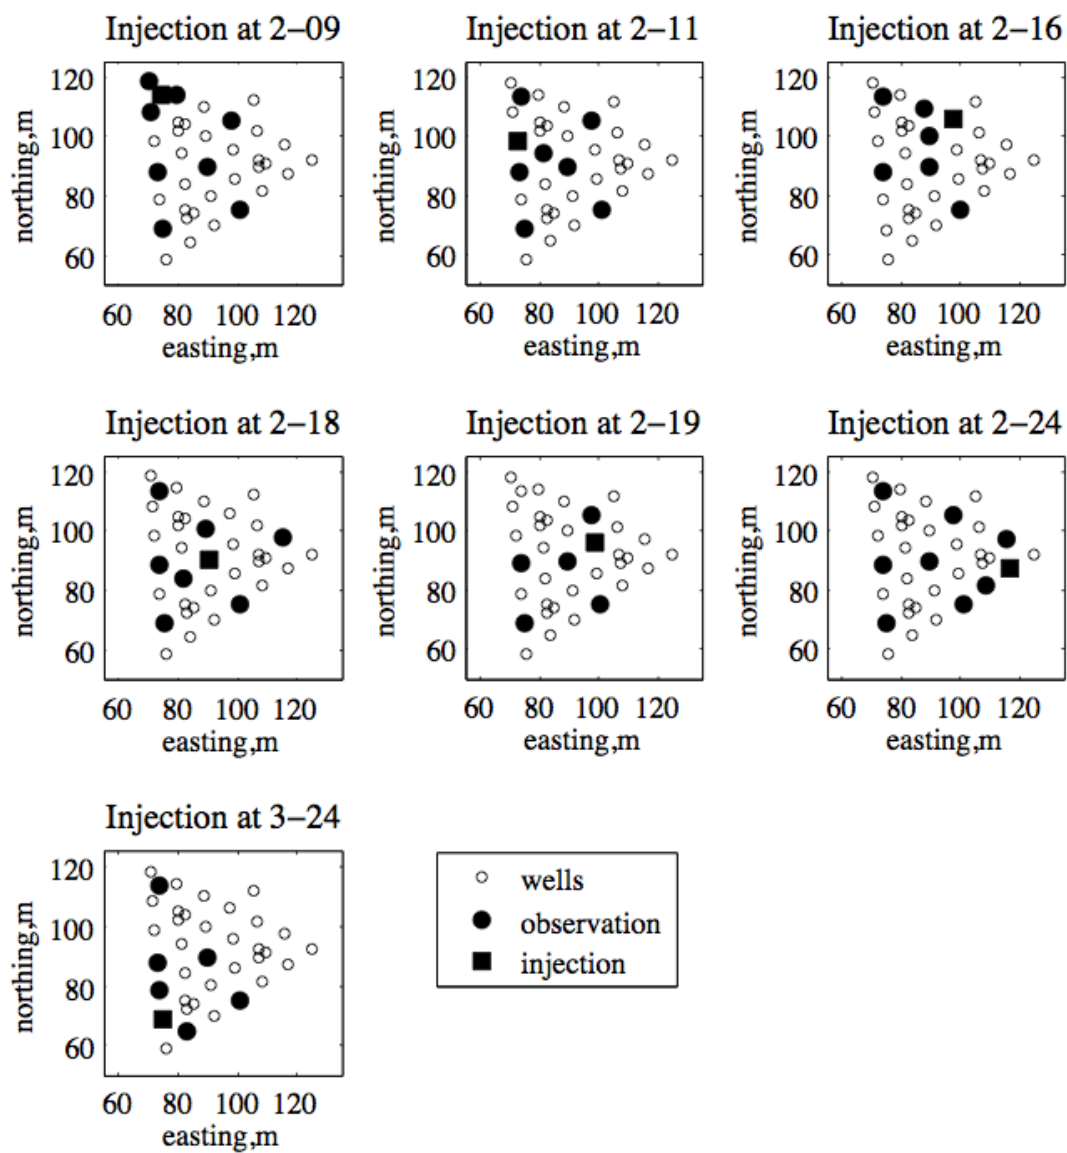 Injection at 2–09
120
100
80
60
northing,m
60 80 100 120
easting,m
Injection at 2–11
120
100
80
60
northing,m
60 80 100 120
easting,m
Injection at 2–16
120
100
80
60
northing,m
60 80 100 120
easting,m
Injection at 2–18
120
100
80
60
northing,m
60 80 100 120
easting,m
Injection at 2–19
120
100
80
60
northing,m
60 80 100 120
easting,m
Injection at 2–24
120
100
80
60
northing,m
60 80 100 120
easting,m
Injection at 3–24
120
100
80
60
northing,m
60 80 100 120
easting,m
wells
observation
injection